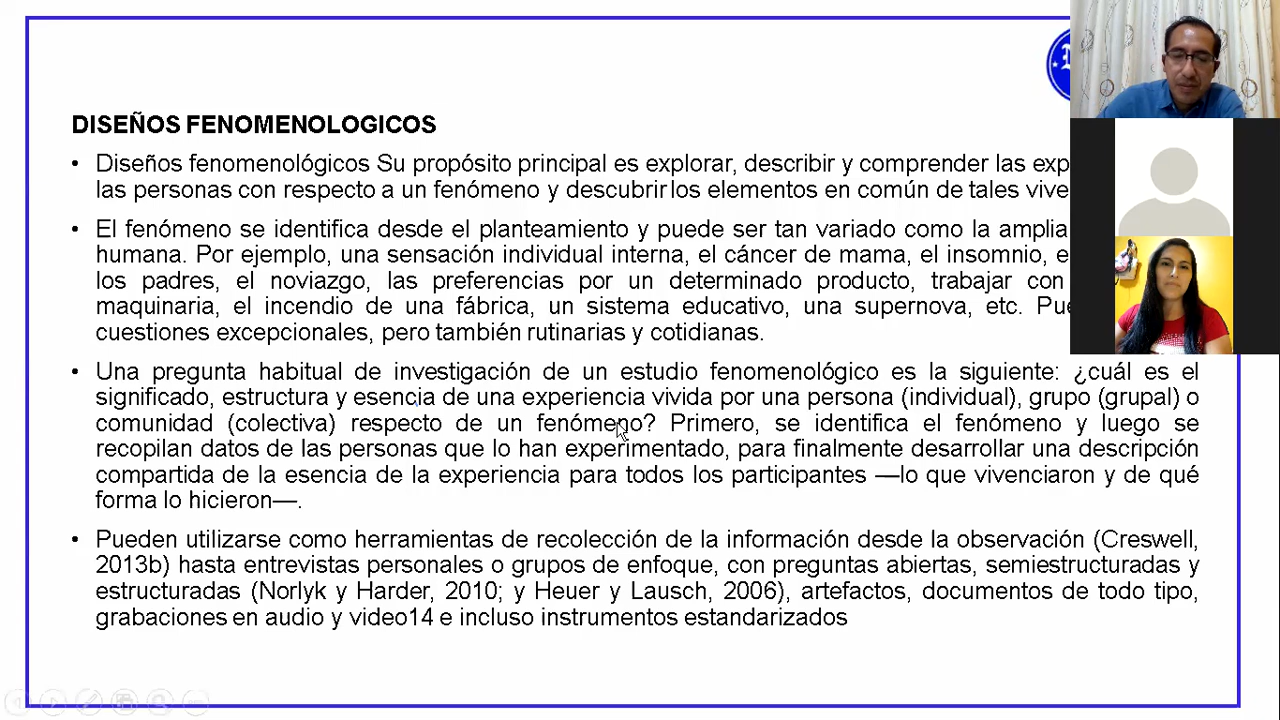 DISEÑOS FENOMENOLOGICOS
• Diseños fenomenológicos Su propósito principal es explorar, describir y comprender las
las personas con respecto a un fenómeno y descubrir los elementos en común de tales
• El fenómeno se identifica desde el planteamiento y puede ser tan variado como la amplia
humana. Por ejemplo, una sensación individual interna, el cáncer de mama, el insomnio,
los padres, el noviazgo, las preferencias por un determinado producto, trabajar con
maquinaria, el incendio de una fábrica, un sistema educativo, una supernova, etc.
cuestiones excepcionales, pero también rutinarias y cotidianas.
• Una pregunta habitual de investigación de un estudio fenomenológico es la siguiente: ¿cuál es el
significado, estructura y esencia de una experiencia vivida por una persona (individual), grupo (grupal) o
comunidad (colectiva) respecto de un fenómeno? Primero, se identifica el fenómeno y luego se
recopilan datos de las personas que lo han experimentado, para finalmente desarrollar una descripción
compartida de la esencia de la experiencia para todos los participantes —lo que vivenciaron y de qué
forma lo hicieron—.
• Pueden utilizarse como herramientas de recolección de la información desde la observación (Creswell,
2013b) hasta entrevistas personales o grupos de enfoque, con preguntas abiertas, semiestructuradas y
estructuradas (Norlyk y Harder, 2010; y Heuer y Lausch, 2006), artefactos, documentos de todo tipo,
grabaciones en audio y video14 e incluso instrumentos estandarizados